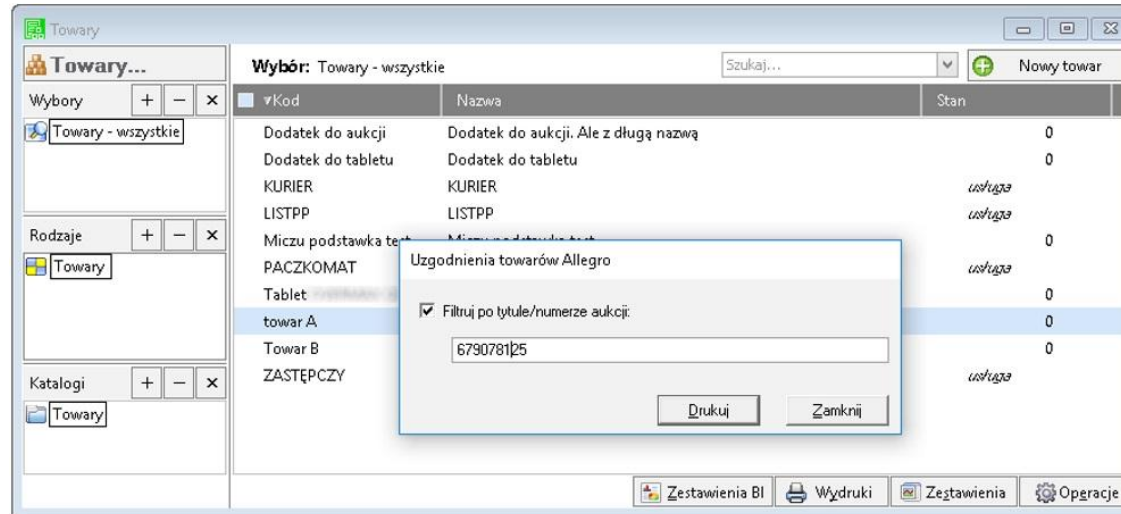 Towary
Towary...
Wybór: Towary - wszystkie
Szukaj...
Nowy towar
Wybory
Towary - wszystkie
Rodzaje
Towary
Katalogi
Towary
Kod Nazwa Stan
Dodatek do aukcji Dodatek do aukcji. Ale z długą nazwą 0
Dodatek do tabletu Dodatek do tabletu 0
KURIER KURIER usługa
LISTPP LISTPP usługa
Miczu podstawka test Miczu podstawka test 0
PACZKOMAT usługa
Tablet 0
towar A 0
Towar B 0
ZASTĘPCZY usługa
Uzgodnienia towarów Allegro
Filtruj po tytule/numerze aukcji:
679078125
Drukuj Zamknij
Zestawienia BI Wydruki Zestawienia Operacje